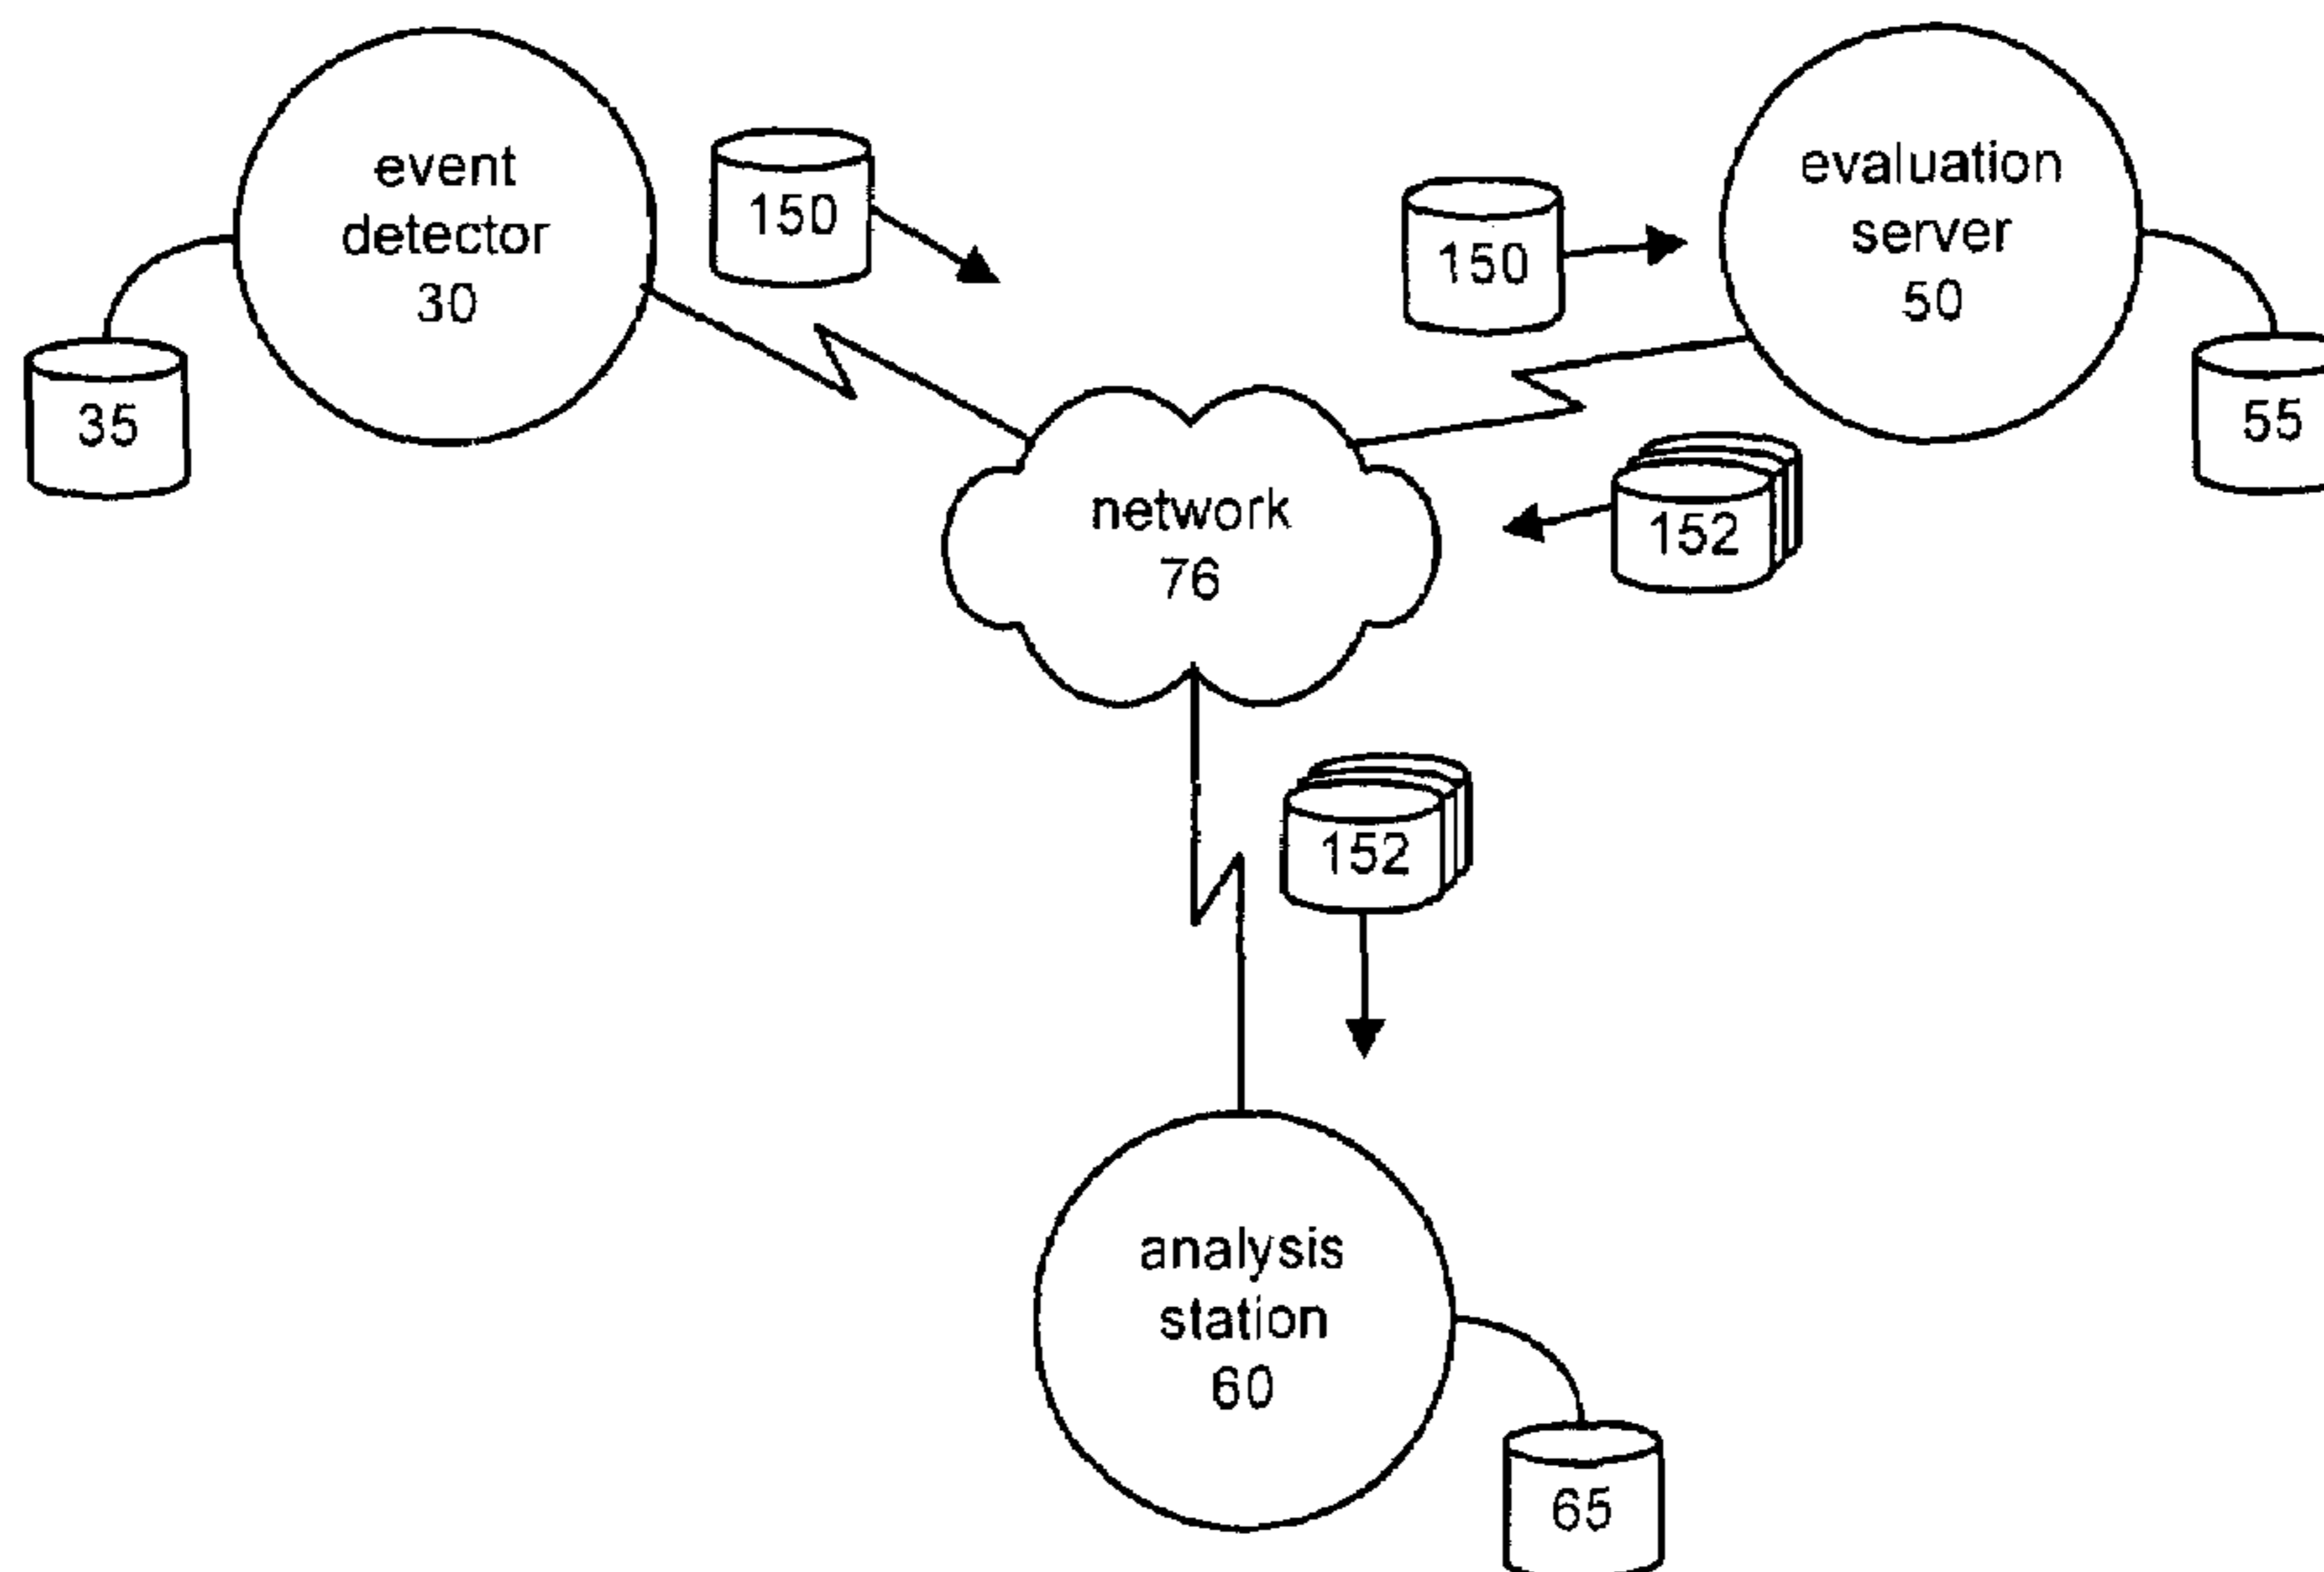 event
detector
30
150
35
150
evaluation
server
50
55
network
76
152
152
analysis
station
60
65